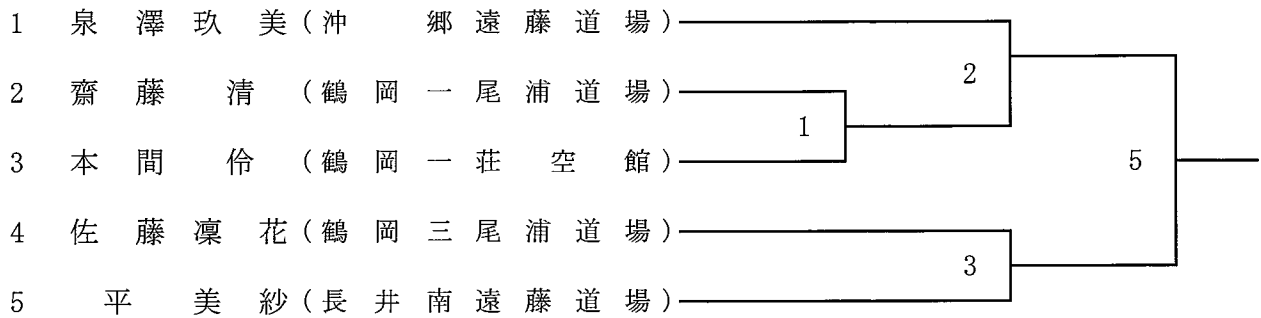 1 泉澤玖美(沖郷遠藤道場)
2 齋藤清(鶴岡一尾浦道場)
3 本間伶(鶴岡一荘空館)
4 佐藤凜花(鶴岡三尾浦道場)
5 平美紗(長井南遠藤道場)
2
1
5
3